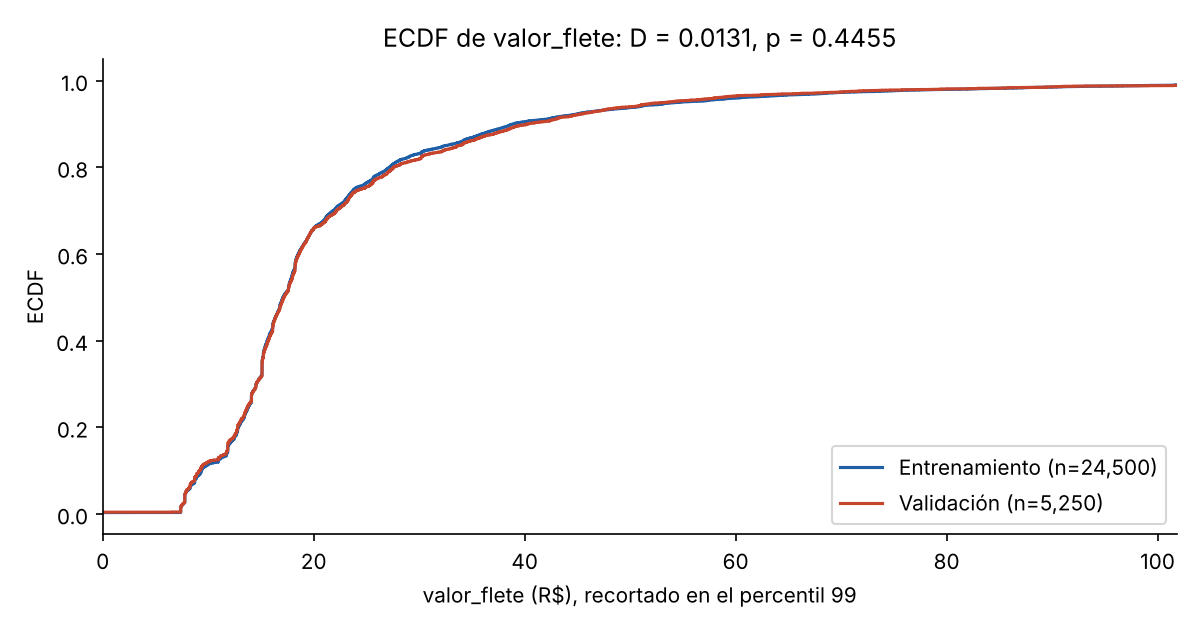 ECDF de valor_flete: D = 0.0131, p = 0.4455
ECDF
1.0
0.8
0.6
0.4
0.2
0.0
0 20 40 60 80 100
valor_flete (R$), recortado en el percentil 99
Entrenamiento (n=24,500)
Validación (n=5,250)